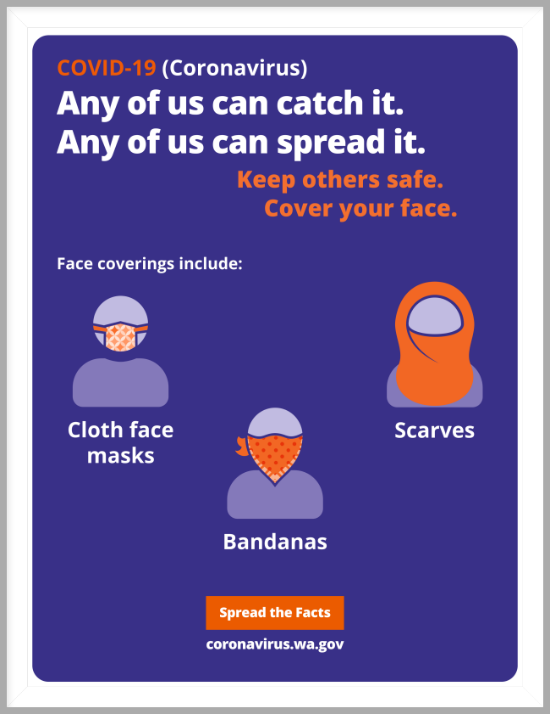 COVID-19 (Coronavirus)
Any of us can catch it.
Any of us can spread it.
Keep others safe.
Cover your face.
Face coverings include:
Cloth face
masks
Scarves
Bandanas
Spread the Facts
coronavirus.wa.gov